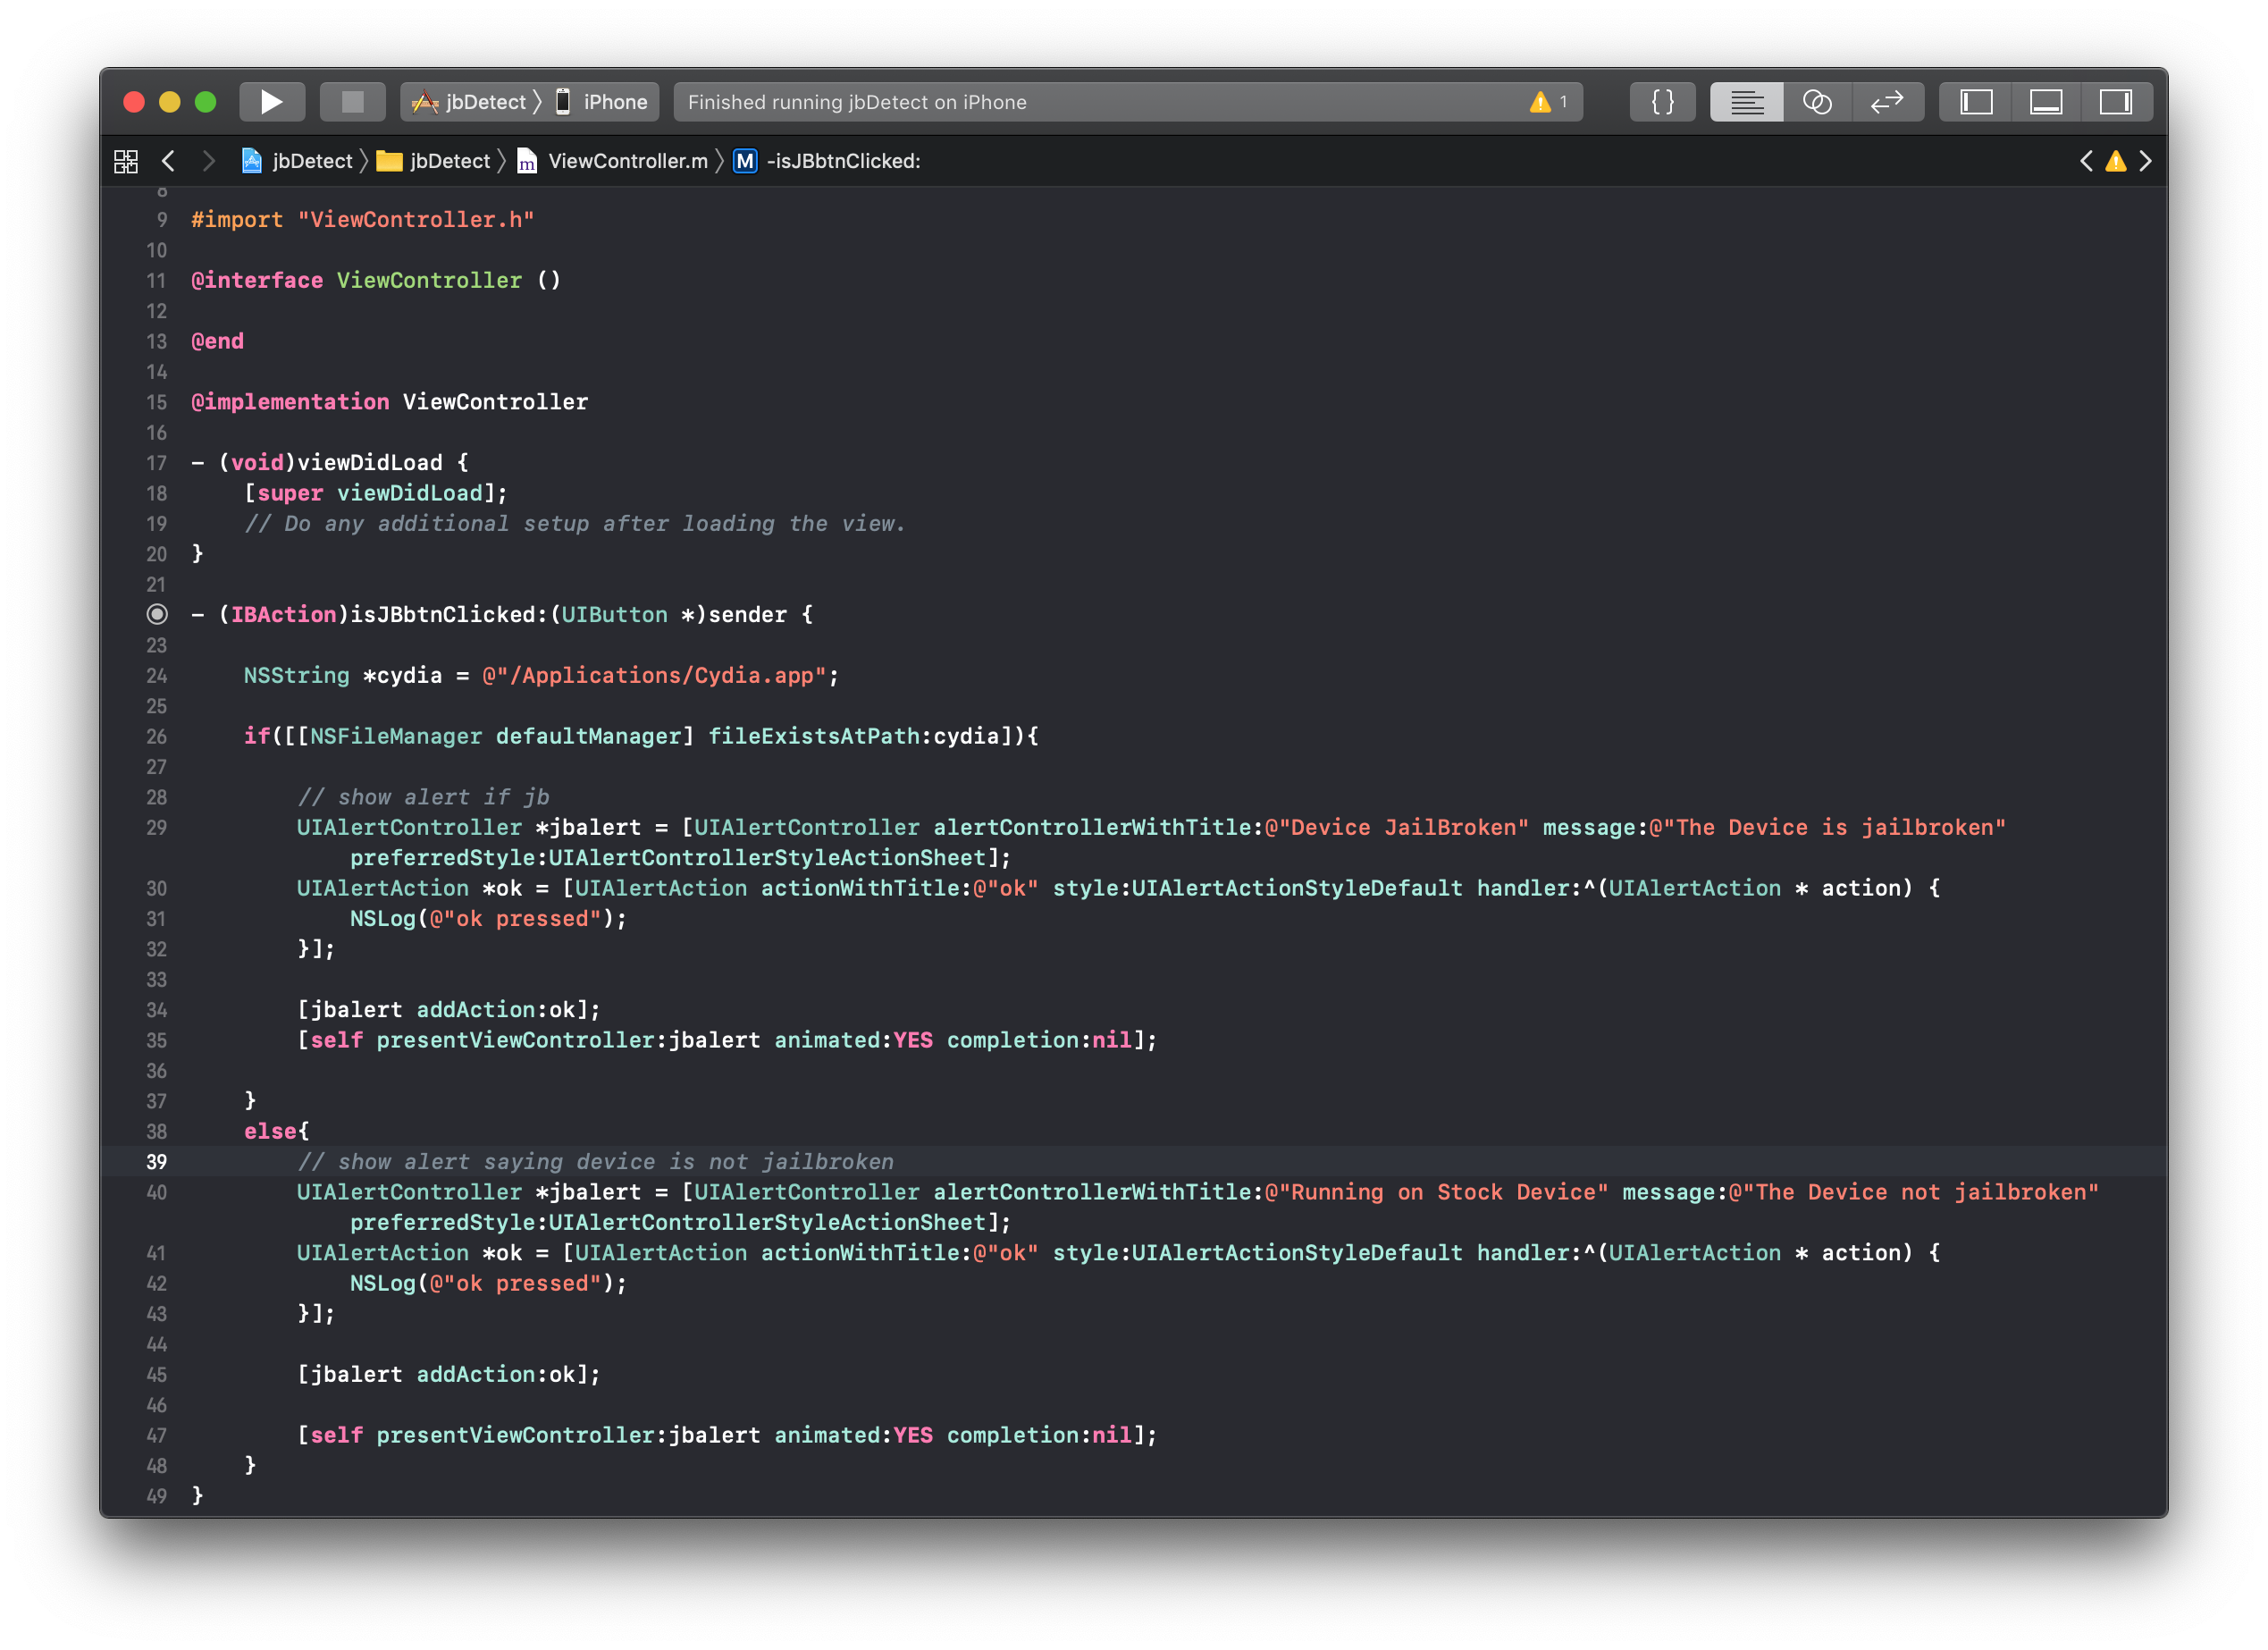 jbDetect iPhone Finished running jbDetect on iPhone 1 {}
jbDetect jbDetect m ViewController.m M -isJBbtnClicked:
8
9 #import "ViewController.h"
10
11 @interface ViewController ()
12
13 @end
14
15 @implementation ViewController
16
17 - (void)viewDidLoad {
18 [super viewDidLoad];
19 // Do any additional setup after loading the view.
20 }
21
- (IBAction)isJBbtnClicked:(UIButton *)sender {
23
24 NSString *cydia = @"/Applications/Cydia.app";
25
26 if([[NSFileManager defaultManager] fileExistsAtPath:cydia]){
27
28 // show alert if jb
29 UIAlertController *jbalert = [UIAlertController alertControllerWithTitle:@"Device JailBroken" message:@"The Device is jailbroken"
preferredStyle:UIAlertControllerStyleActionSheet];
30 UIAlertAction *ok = [UIAlertAction actionWithTitle:@"ok" style:UIAlertActionStyleDefault handler:^(UIAlertAction * action) {
31 NSLog(@"ok pressed");
32 }];
33
34 [jbalert addAction:ok];
35 [self presentViewController:jbalert animated:YES completion:nil];
36
37 }
38 else{
39 // show alert saying device is not jailbroken
40 UIAlertController *jbalert = [UIAlertController alertControllerWithTitle:@"Running on Stock Device" message:@"The Device not jailbroken"
preferredStyle:UIAlertControllerStyleActionSheet];
41 UIAlertAction *ok = [UIAlertAction actionWithTitle:@"ok" style:UIAlertActionStyleDefault handler:^(UIAlertAction * action) {
42 NSLog(@"ok pressed");
43 }];
44
45 [jbalert addAction:ok];
46
47 [self presentViewController:jbalert animated:YES completion:nil];
48 }
49 }